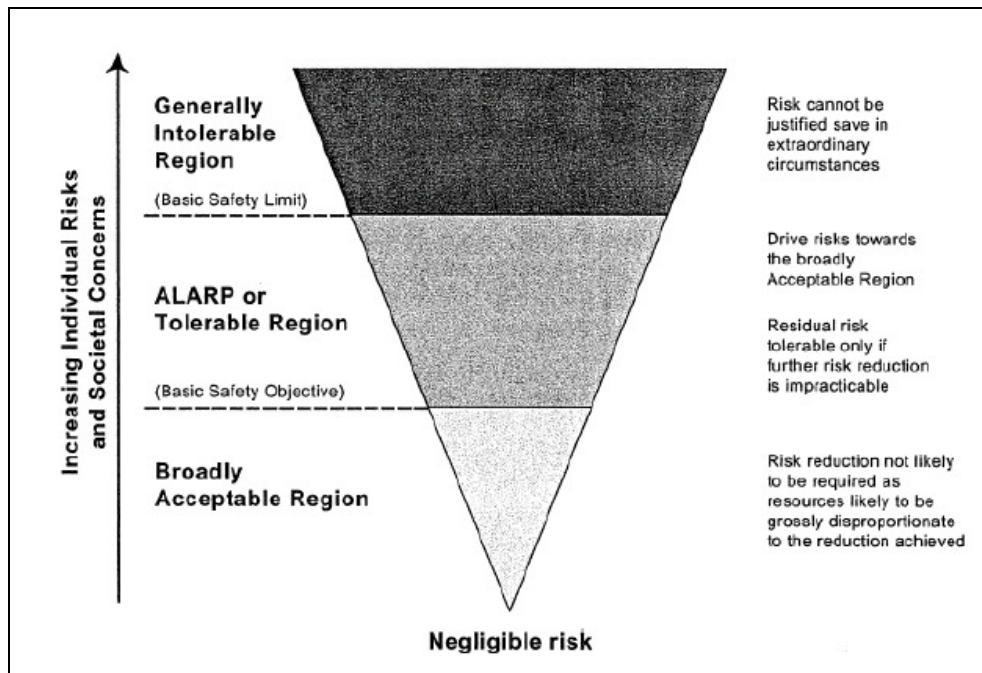 Increasing Individual Risks
and Societal Concerns
Generally
Intolerable
Region
(Basic Safety Limit)
Risk cannot be
justified save in
extraordinary
circumstances
ALARP or
Tolerable Region
(Basic Safety Objective)
Drive risks towards
the broadly
Acceptable Region
Residual risk
tolerable only if
further risk reduction
is impracticable
Broadly
Acceptable Region
Risk reduction not likely
to be required as
resources likely to be
grossly disproportionate
to the reduction achieved
Negligible risk